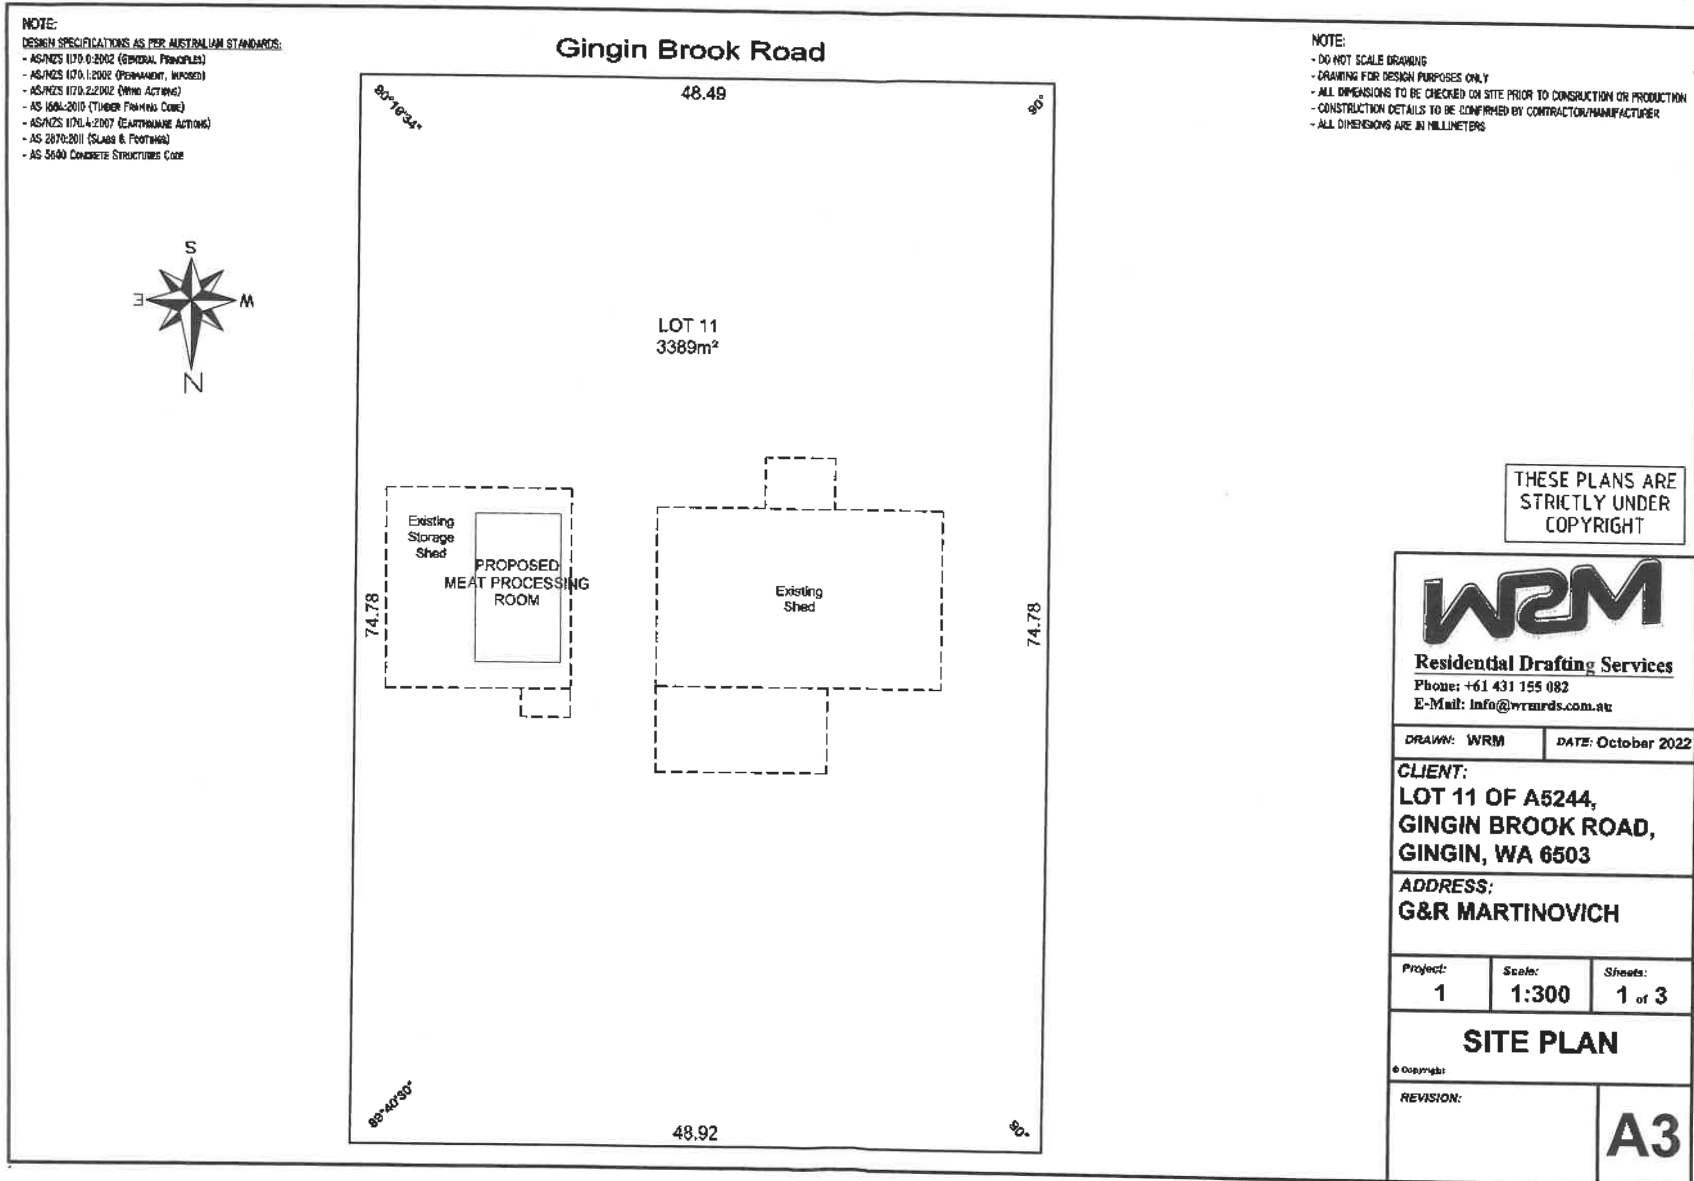 NOTE:
DESIGN SPECIFICATIONS AS PER AUSTRALIAN STANDARDS:
- AS/NZS 1170.0:2002 (GENERAL PRINCIPLES)
- AS/NZS 1170.1:2002 (PERMANENT, IMPOSED)
- AS/NZS 1170.2:2002 (WIND ACTIONS)
- AS 1684:2010 (TIMBER FRAMING CODE)
- AS/NZS 1170.4:2007 (EARTHQUAKE ACTIONS)
- AS 2870:2011 (SLABS & FOOTINGS)
- AS 3600 CONCRETE STRUCTURES CODE
Gingin Brook Road
NOTE:
- DO NOT SCALE DRAWING
- DRAWING FOR DESIGN PURPOSES ONLY
- ALL DIMENSIONS TO BE CHECKED ON SITE PRIOR TO CONSRUCTION OR PRODUCTION
- CONSTRUCTION DETAILS TO BE CONFIRMED BY CONTRACTOR/MANUFACTURER
- ALL DIMENSIONS ARE IN MILLIMETERS
48.49
90°
S
E
W
N
LOT 11
3389m²
Existing
Storage
Shed
PROPOSED
MEAT PROCESSING
ROOM
Existing
Shed
74.78
74.78
48.92
90°
THESE PLANS ARE
STRICTLY UNDER
COPYRIGHT
WRM
Residential Drafting Services
Phone: +61 431 155 082
E-Mail: info@wrmrds.com.au
DRAWN: WRM
DATE: October 2022
CLIENT:
LOT 11 OF A5244,
GINGIN BROOK ROAD,
GINGIN, WA 6503
ADDRESS:
G&R MARTINOVICH
Project:
1
Scale:
1:300
Sheets:
1 of 3
SITE PLAN
© Copyright
REVISION:
A3